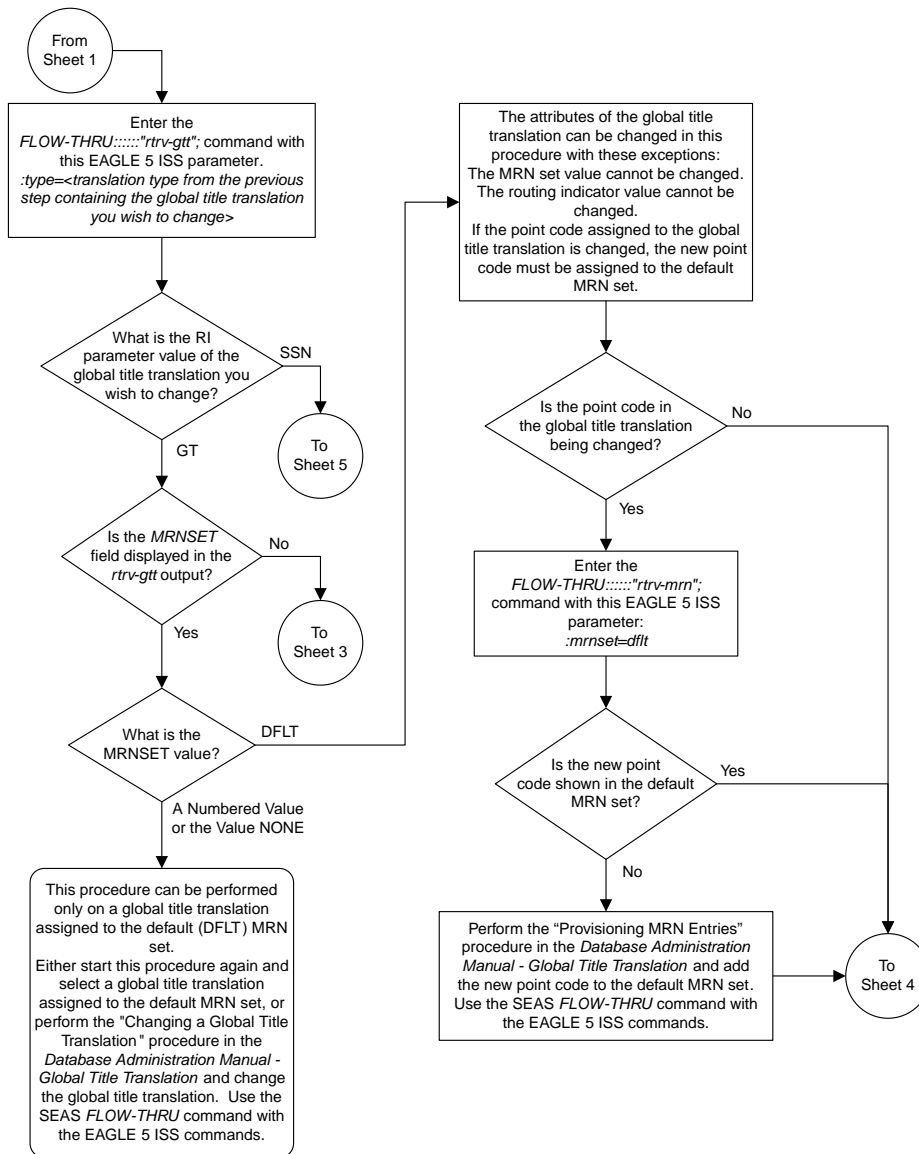 From
Sheet 1
Enter the
FLOW-THRU::::::"rtrv-gtt"; command with
this EAGLE 5 ISS parameter.
:type=<translation type from the previous
step containing the global title translation
you wish to change>
What is the RI
parameter value of the
global title translation you
wish to change?
SSN
To
Sheet 5
GT
Is the MRNSET
field displayed in the
rtrv-gtt output?
No
To
Sheet 3
Yes
What is the
MRNSET value?
DFLT
A Numbered Value
or the Value NONE
This procedure can be performed
only on a global title translation
assigned to the default (DFLT) MRN
set.
Either start this procedure again and
select a global title translation
assigned to the default MRN set, or
perform the "Changing a Global Title
Translation" procedure in the
Database Administration Manual -
Global Title Translation and change
the global title translation. Use the
SEAS FLOW-THRU command with
the EAGLE 5 ISS commands.
The attributes of the global title
translation can be changed in this
procedure with these exceptions:
The MRN set value cannot be changed.
The routing indicator value cannot be
changed.
If the point code assigned to the global
title translation is changed, the new point
code must be assigned to the default
MRN set.
Is the point code in
the global title translation
being changed?
No
Yes
Enter the
FLOW-THRU::::::"rtrv-mrn";
command with this EAGLE 5 ISS
parameter:
:mrnset=dflt
Is the new point
code shown in the default
MRN set?
Yes
No
Perform the “Provisioning MRN Entries”
procedure in the Database Administration
Manual - Global Title Translation and add
the new point code to the default MRN set.
Use the SEAS FLOW-THRU command with
the EAGLE 5 ISS commands.
To
Sheet 4